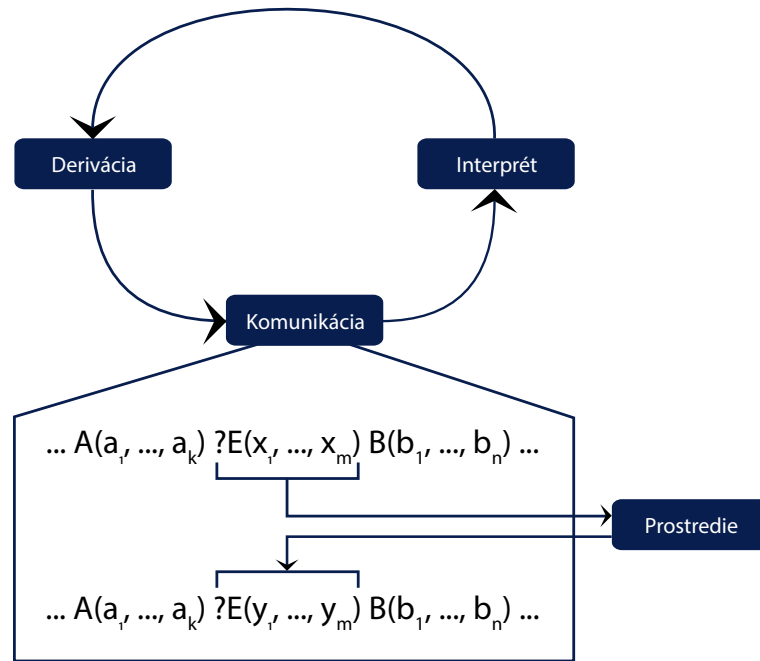 Derivácia
Interprét
Komunikácia
... A(a₁, ..., aₖ) ?E(x₁, ..., xₘ) B(b₁, ..., bₙ) ...
Prostredie
... A(a₁, ..., aₖ) ?E(y₁, ..., yₘ) B(b₁, ..., bₙ) ...